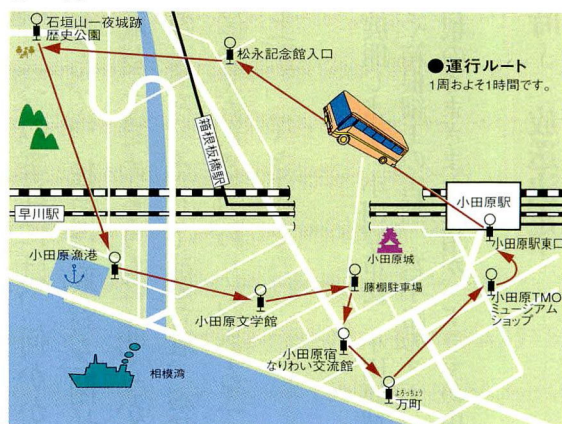 石垣山一夜城跡
歴史公園
松永記念館入口
●運行ルート
1周およそ1時間です。
箱根板橋駅
小田原駅
早川駅
小田原駅東口
小田原城
小田原漁港
藤棚駐車場
小田原TMO
ミュージアム
ショップ
小田原文学館
小田原宿
なりわい交流館
相模湾
よろっちょう
万町